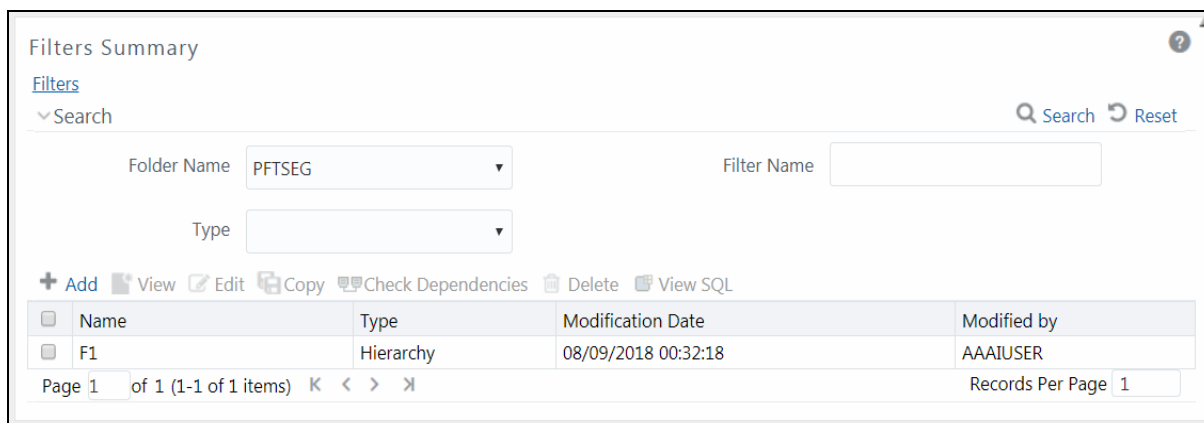 Filters Summary
?
Filters
Search
Search Reset
Folder Name PFTSEG Filter Name
Type
Add View Edit Copy Check Dependencies Delete View SQL
Name Type Modification Date Modified by
F1 Hierarchy 08/09/2018 00:32:18 AAAIUSER
Page 1 of 1 (1-1 of 1 items) Records Per Page 1